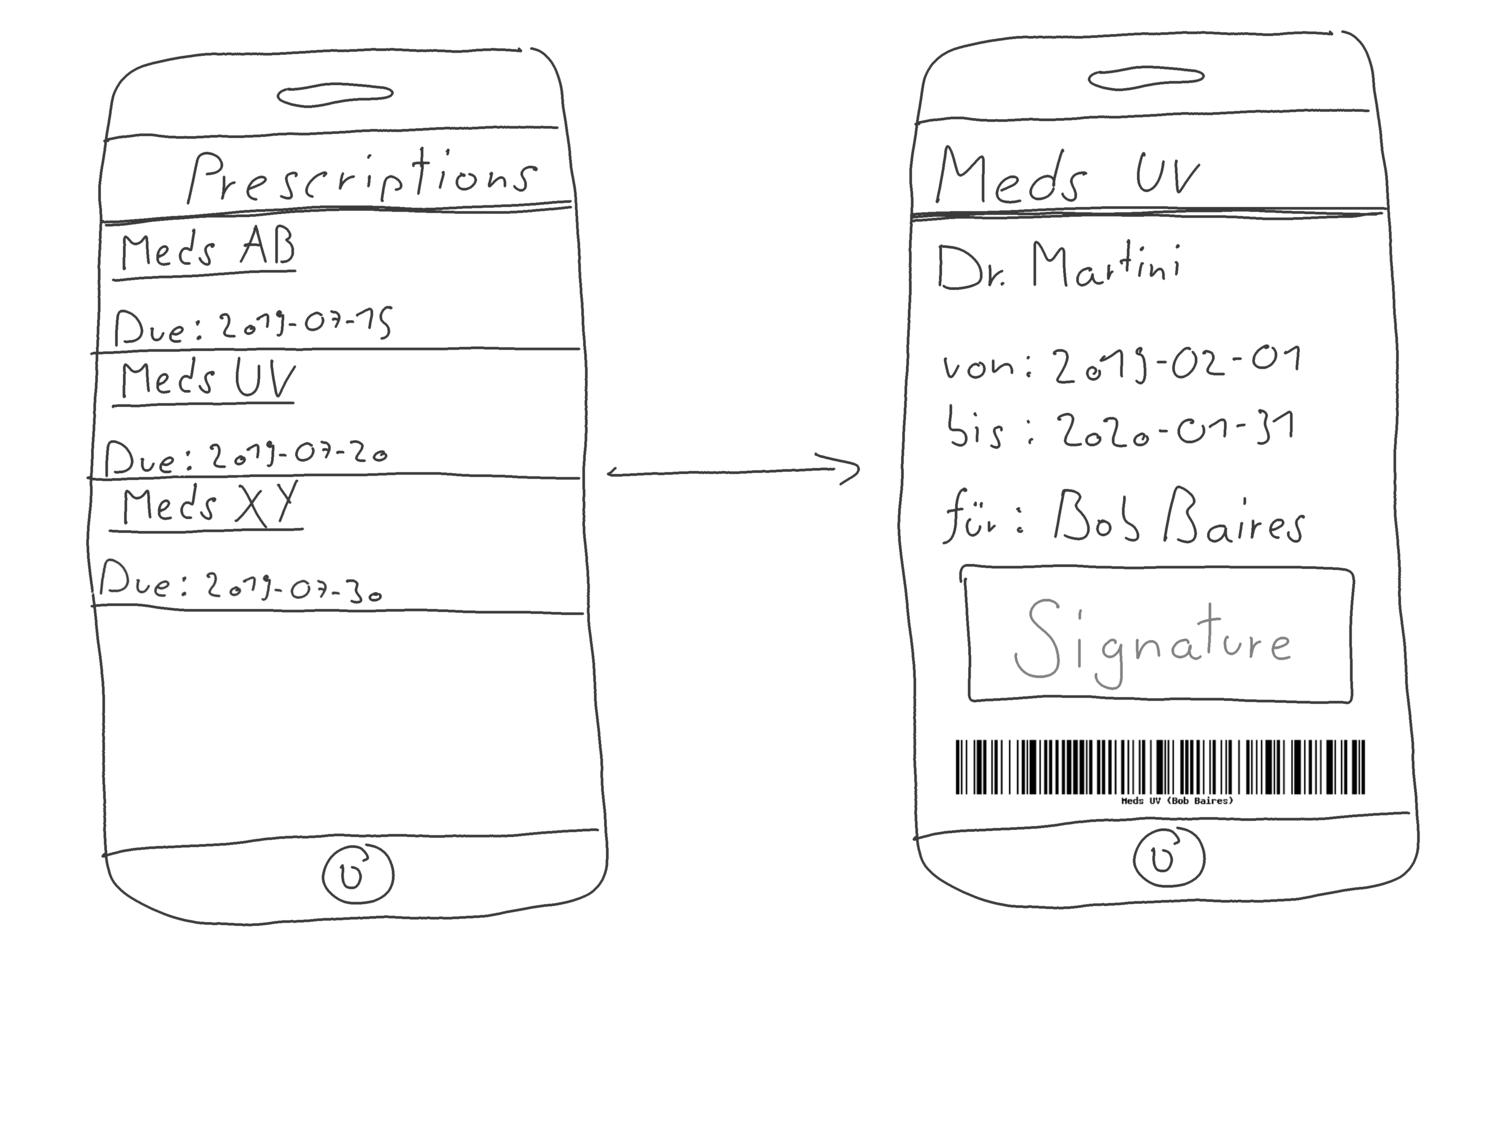 Prescriptions
Meds AB
Due: 2019-07-15
Meds UV
Due: 2019-07-20
Meds XY
Due: 2019-07-30
Meds UV
Dr. Martini
von: 2019-02-01
bis: 2020-01-31
für: Bob Baires
Signature
Meds UV (Bob Baires)